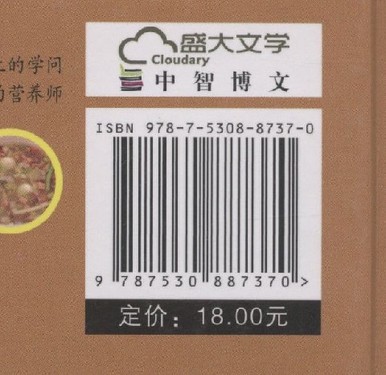 盛大文学
Cloudary
中智博文
上的学问
的营养师
ISBN 978-7-5308-8737-0
9 787530 887370 >
定价：18.00元